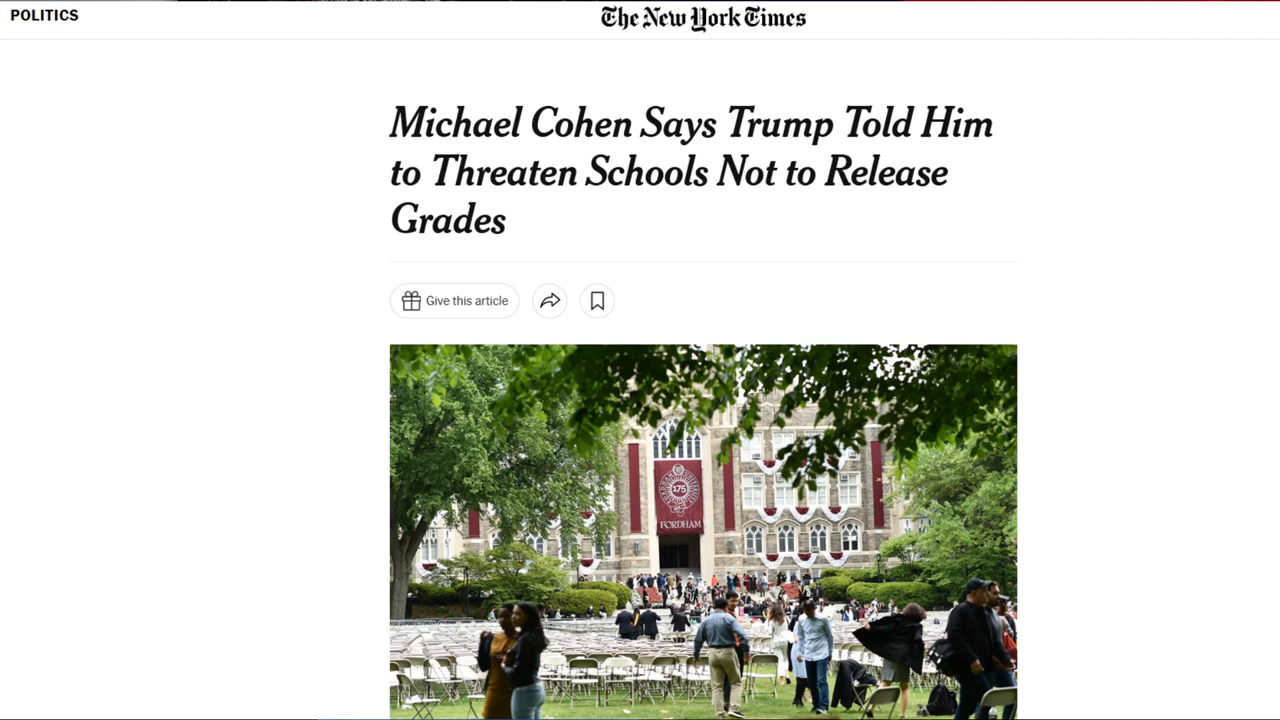 POLITICS
The New York Times
Michael Cohen Says Trump Told Him
to Threaten Schools Not to Release
Grades
Give this article
175
FORDHAM